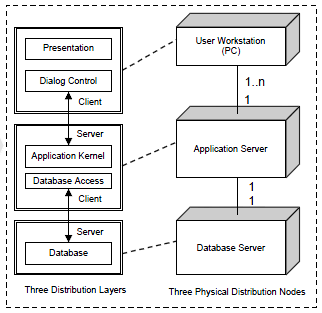 Presentation
Dialog Control
Client
Server
Application Kernel
Database Access
Client
Server
Database
Three Distribution Layers
User Workstation
(PC)
1..n
1
Application Server
1
1
Database Server
Three Physical Distribution Nodes